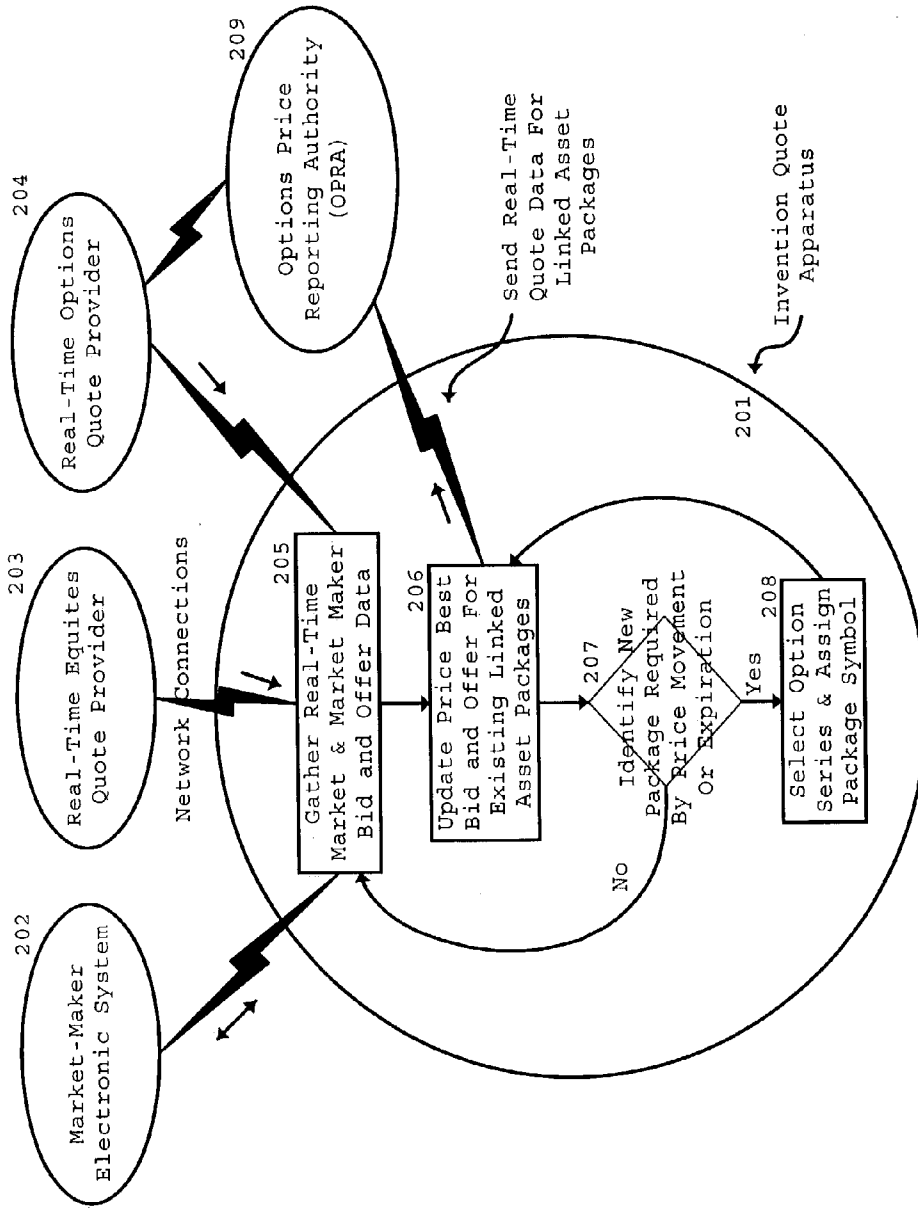 202
Market-Maker
Electronic System
203
Real-Time Equites
Quote Provider
204
Real-Time Options
Quote Provider
209
Options Price
Reporting Authority
(OPRA)
Network Connections
205
Gather Real-Time
Market & Market Maker
Bid and Offer Data
206
Update Price Best
Bid and Offer For
Existing Linked
Asset Packages
Send Real-Time
Quote Data For
Linked Asset
Packages
207
Identify New
Package Required
By Price Movement
Or Expiration
No
Yes
208
Select Option
Series & Assign
Package Symbol
201
Invention Quote
Apparatus